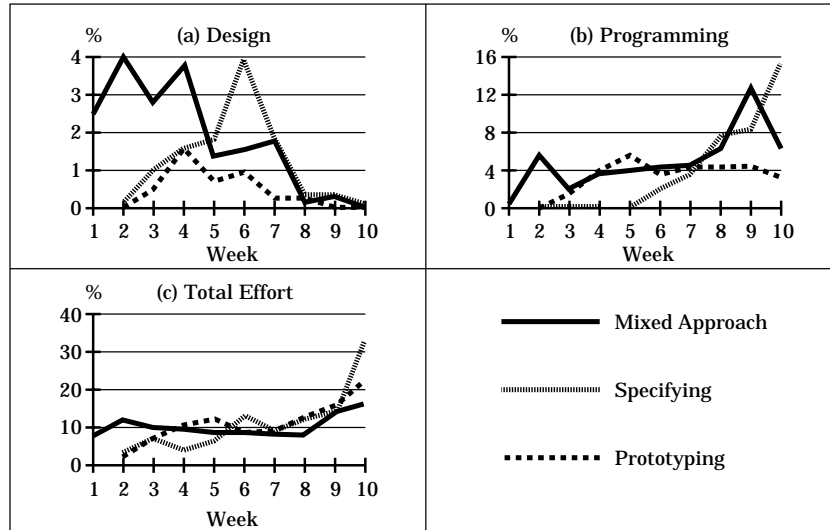 % (a) Design
4
3
2
1
0
1 2 3 4 5 6 7 8 9 10
Week
% (b) Programming
16
12
8
4
0
1 2 3 4 5 6 7 8 9 10
Week
% (c) Total Effort
40
30
20
10
0
1 2 3 4 5 6 7 8 9 10
Week
Mixed Approach
Specifying
Prototyping